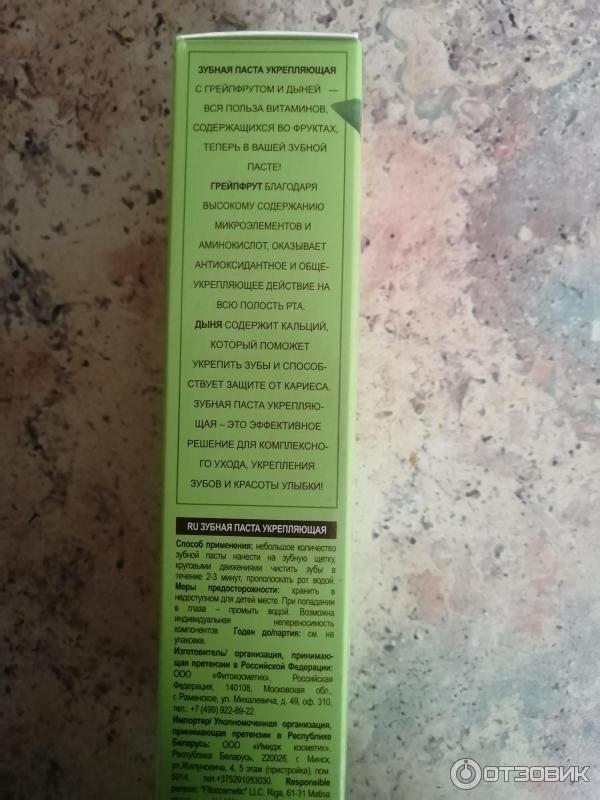 ЗУБНАЯ ПАСТА УКРЕПЛЯЮЩАЯ
С ГРЕЙПФРУТОМ И ДЫНЕЙ —
ВСЯ ПОЛЬЗА ВИТАМИНОВ,
СОДЕРЖАЩИХСЯ ВО ФРУКТАХ,
ТЕПЕРЬ В ВАШЕЙ ЗУБНОЙ
ПАСТЕ!
ГРЕЙПФРУТ БЛАГОДАРЯ
ВЫСОКОМУ СОДЕРЖАНИЮ
МИКРОЭЛЕМЕНТОВ И
АМИНОКИСЛОТ, ОКАЗЫВАЕТ
АНТИОКСИДАНТНОЕ И ОБЩЕ-
УКРЕПЛЯЮЩЕЕ ДЕЙСТВИЕ НА
ВСЮ ПОЛОСТЬ РТА.
ДЫНЯ СОДЕРЖИТ КАЛЬЦИЙ,
КОТОРЫЙ ПОМОЖЕТ
УКРЕПИТЬ ЗУБЫ И СПОСОБ-
СТВУЕТ ЗАЩИТЕ ОТ КАРИЕСА.
ЗУБНАЯ ПАСТА УКРЕПЛЯЮ-
ЩАЯ – ЭТО ЭФФЕКТИВНОЕ
РЕШЕНИЕ ДЛЯ КОМПЛЕКСНО-
ГО УХОДА, УКРЕПЛЕНИЯ
ЗУБОВ И КРАСОТЫ УЛЫБКИ!
RU ЗУБНАЯ ПАСТА УКРЕПЛЯЮЩАЯ
Способ применения: небольшое количество
зубной пасты нанести на зубную щетку,
круговыми движениями чистить зубы в
течение 2-3 минут, прополоскать рот водой.
Меры предосторожности: хранить в
недоступном для детей месте. При попадании
в глаза – промыть водой. Возможна
индивидуальная непереносимость
компонентов. Годен до/партия: см. на
упаковке.
Изготовитель/ организация, принимаю-
щая претензии в Российской Федерации:
ООО «Фитокосметик», Российская
Федерация, 140108, Московская обл.,
г. Раменское, ул. Михалевича, д. 49, оф. 310,
тел.: +7 (499) 922-89-22.
Импортер/ Уполномоченная организация,
принимающая претензии в Республике
Беларусь: ООО «Имидж косметик»,
Республика Беларусь, 220026, г. Минск,
ул.Жилуновича, 4, 5 этаж (пристройка), пом.
5014. тел.+375291053030. Responsible
person: "Fitocosmetic" LLC. Riga, 61-31 Matisa
ОТЗОВИК